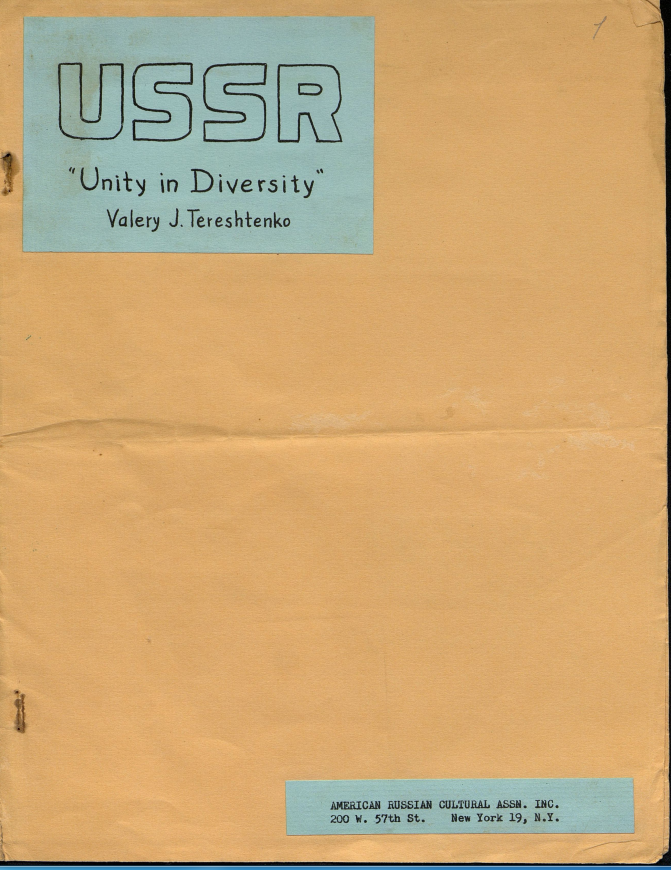 1
USSR
"Unity in Diversity"
Valery J. Tereshtenko
AMERICAN RUSSIAN CULTURAL ASSN. INC.
200 W. 57th St. New York 19, N.Y.